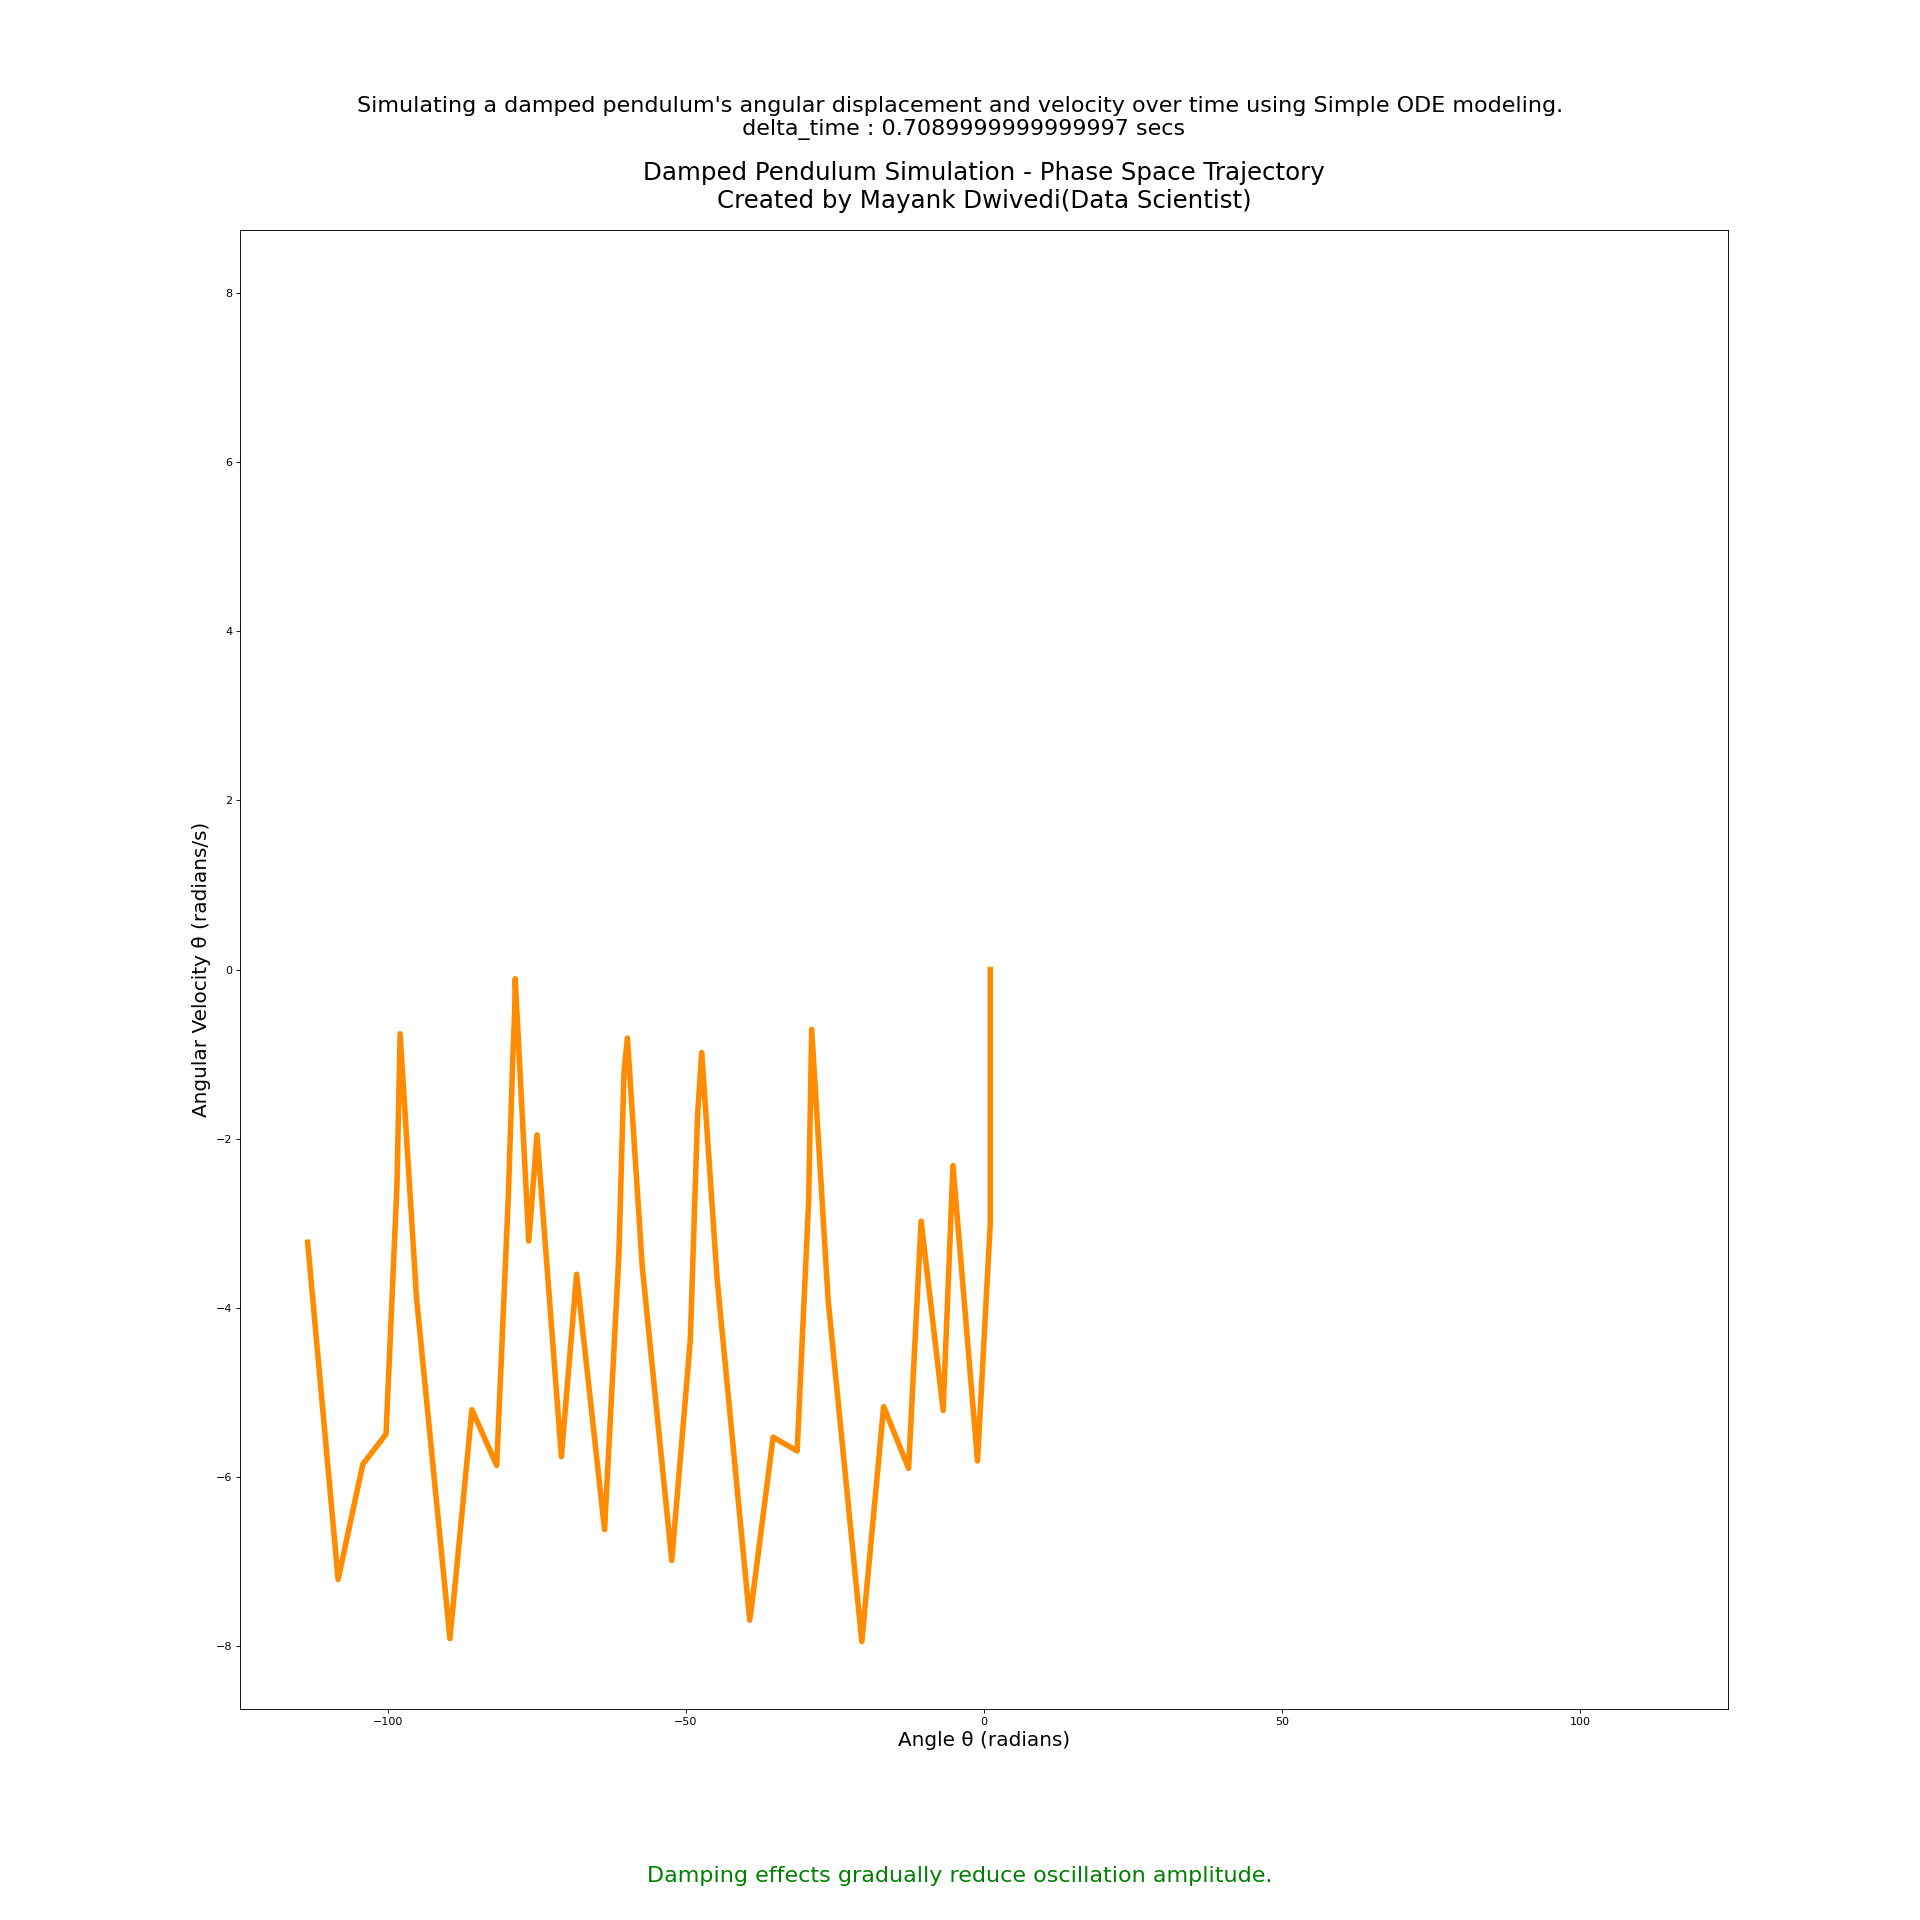 Simulating a damped pendulum's angular displacement and velocity over time using Simple ODE modeling.
delta_time : 0.7089999999999997 secs
Damped Pendulum Simulation - Phase Space Trajectory
Created by Mayank Dwivedi(Data Scientist)
8
6
4
2
0
−2
−4
−6
−8
Angular Velocity θ (radians/s)
−100
−50
0
50
100
Angle θ (radians)
Damping effects gradually reduce oscillation amplitude.